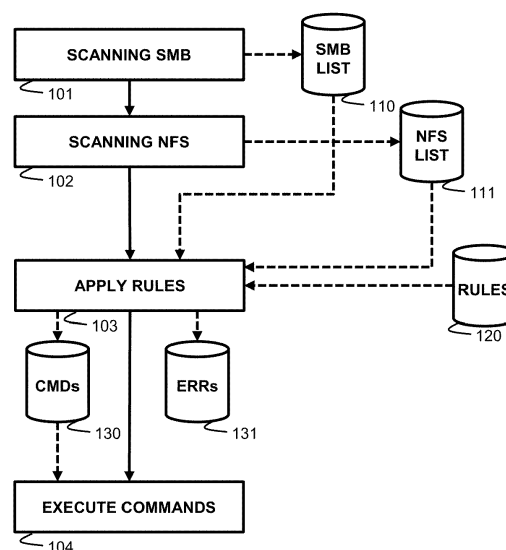 SCANNING SMB
SMB
LIST
101
110
SCANNING NFS
NFS
LIST
102
111
APPLY RULES
RULES
103
120
CMDs
ERRs
130
131
EXECUTE COMMANDS
104